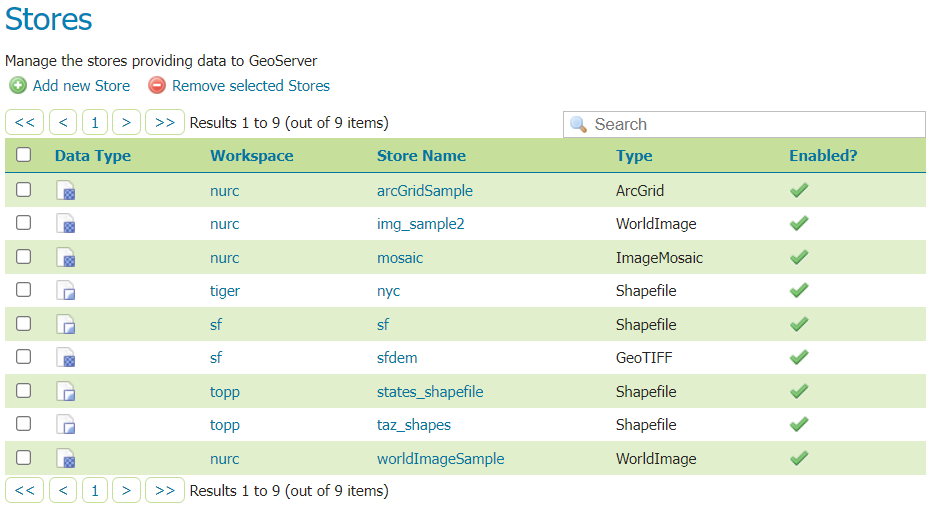 Stores
Manage the stores providing data to GeoServer
Add new Store Remove selected Stores
<< < 1 > >> Results 1 to 9 (out of 9 items) Search
Data Type Workspace Store Name Type Enabled?
nurc arcGridSample ArcGrid
nurc img_sample2 WorldImage
nurc mosaic ImageMosaic
tiger nyc Shapefile
sf sf Shapefile
sf sfdem GeoTIFF
topp states_shapefile Shapefile
topp taz_shapes Shapefile
nurc worldImageSample WorldImage
<< < 1 > >> Results 1 to 9 (out of 9 items)